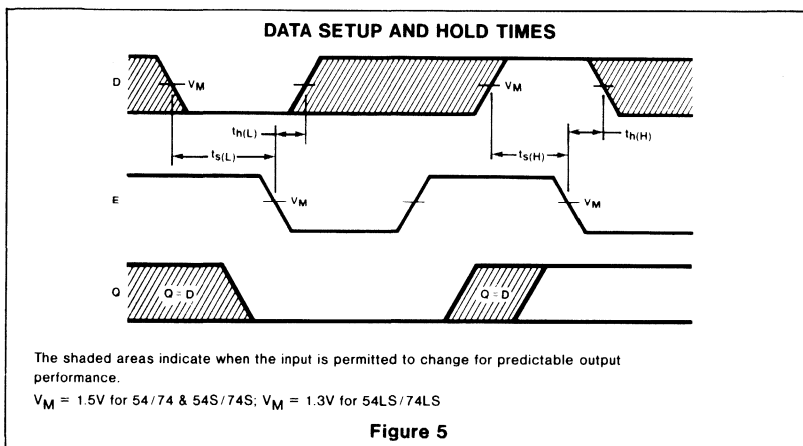 DATA SETUP AND HOLD TIMES
D
VM
VM
th(L)
th(H)
ts(L)
ts(H)
E
VM
VM
Q
Q = D
Q = D
The shaded areas indicate when the input is permitted to change for predictable output
performance.
VM = 1.5V for 54/74 & 54S/74S; VM = 1.3V for 54LS/74LS
Figure 5